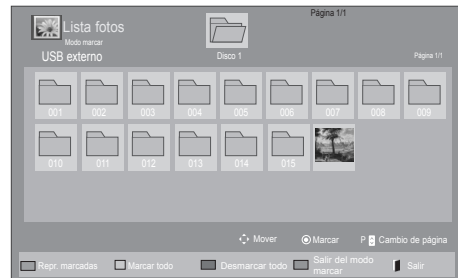 Página 1/1
Lista fotos
Modo marcar
USB externo
Disco 1
Página 1/1
001 002 003 004 005 006 007 008 009
010 011 012 013 014 015
Mover Marcar P Cambio de página
Repr. marcadas Marcar todo Desmarcar todo Salir del modo marcar Salir